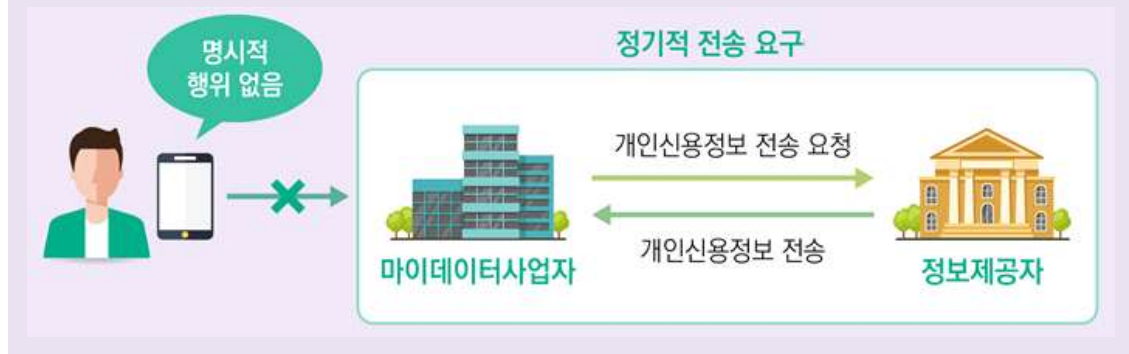 정기적 전송 요구
명시적
행위 없음
개인신용정보 전송 요청
개인신용정보 전송
마이데이터사업자
정보제공자